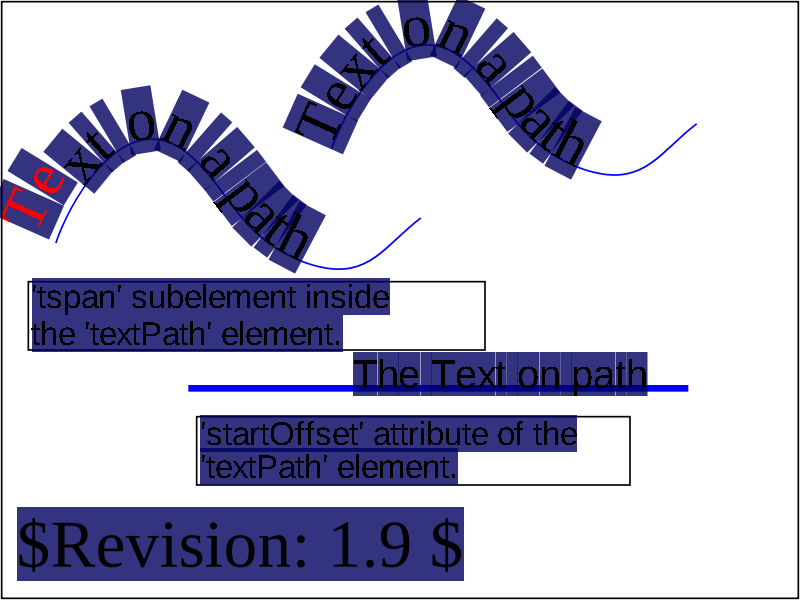 Text on a path
Text on a path
'tspan' subelement inside
the 'textPath' element.
The Text on path
'startOffset' attribute of the
'textPath' element.
$Revision: 1.9 $